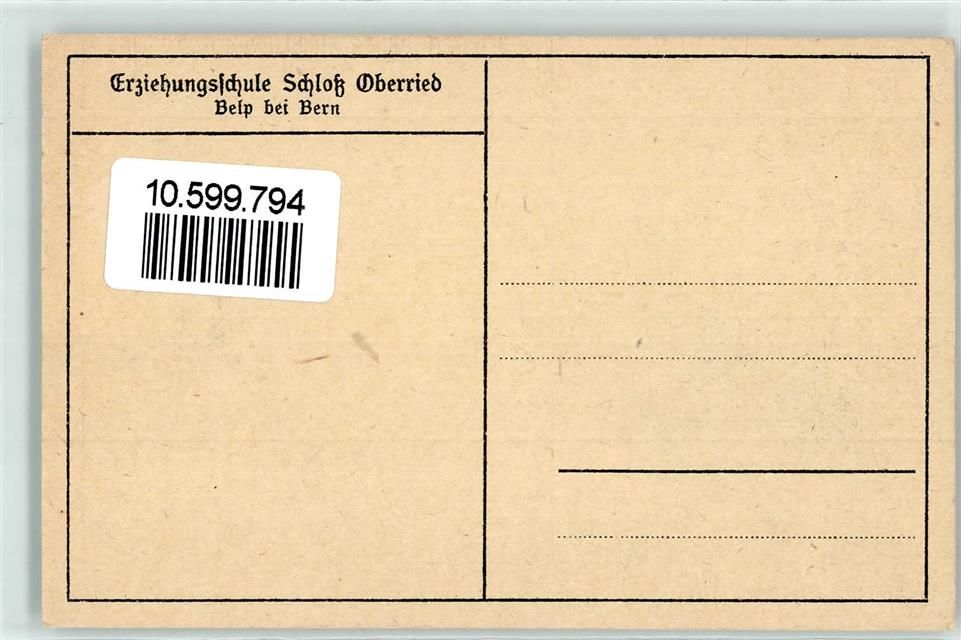 Erziehungsschule Schloß Oberried
Belp bei Bern
10.599.794